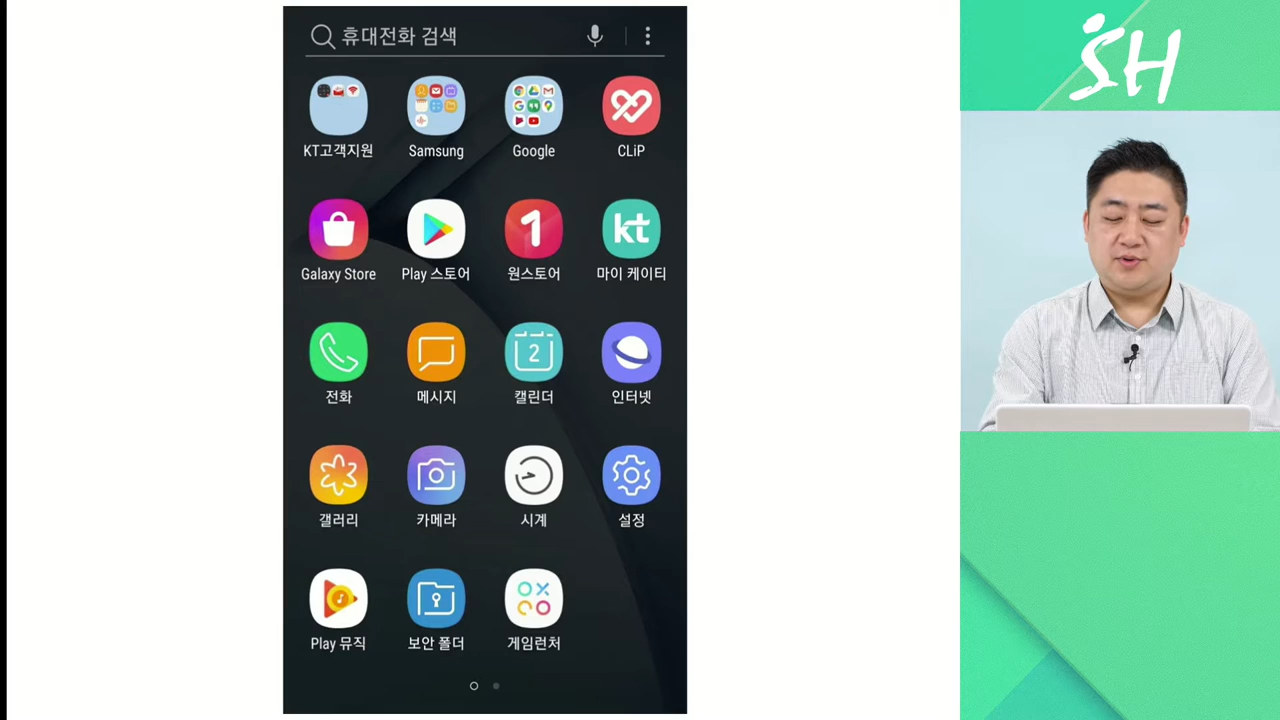 휴대전화 검색
KT고객지원 Samsung Google CLiP
Galaxy Store Play 스토어 원스토어 마이 케이티
1
kt
전화 메시지 캘린더 인터넷
2
갤러리 카메라 시계 설정
Play 뮤직 보안 폴더 게임런처
SH